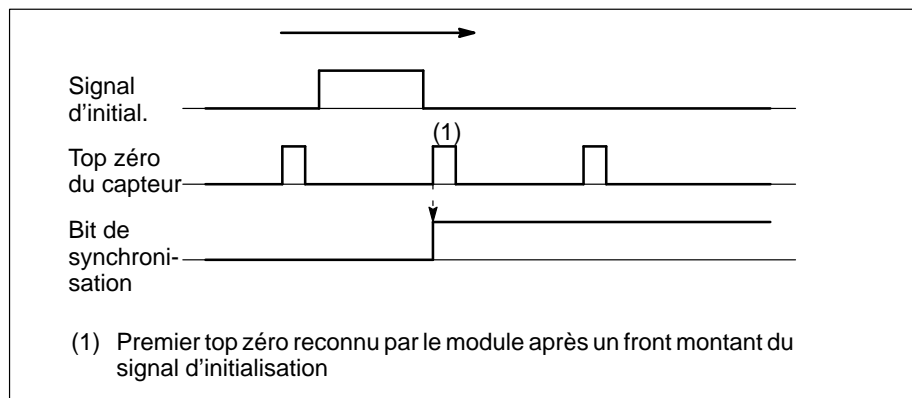 Signal
d'initial.
(1)
Top zéro
du capteur
Bit de
synchroni-
sation
(1) Premier top zéro reconnu par le module après un front montant du
signal d'initialisation